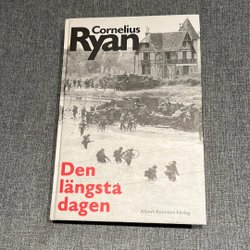 Cornelius
Ryan
Den
längsta
dagen
Albert Bonniers Förlag